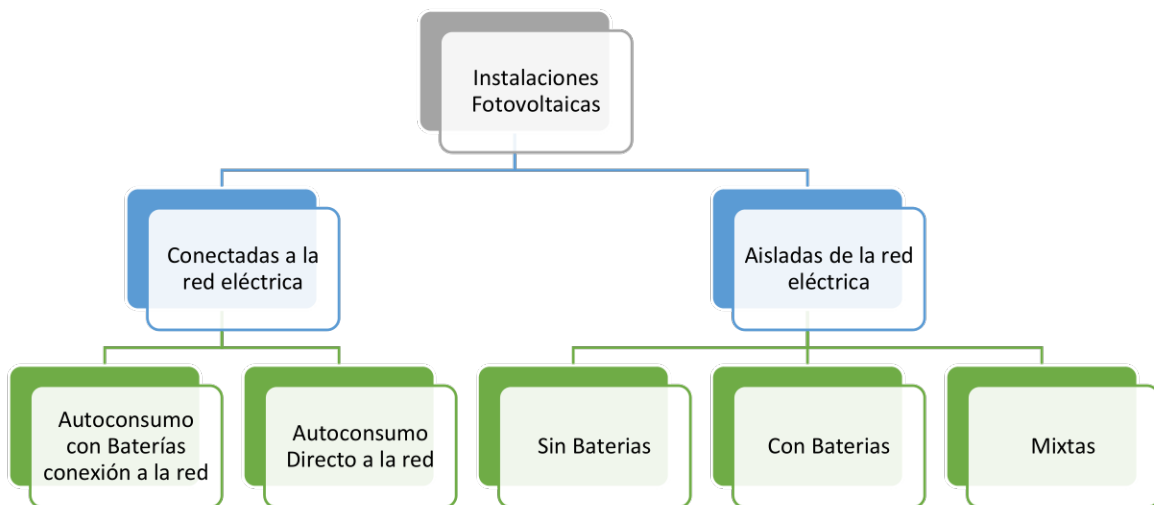 Instalaciones
Fotovoltaicas
Conectadas a la
red eléctrica
Aisladas de la red
eléctrica
Autoconsumo
con Baterías
conexión a la red
Autoconsumo
Directo a la red
Sin Baterias
Con Baterias
Mixtas